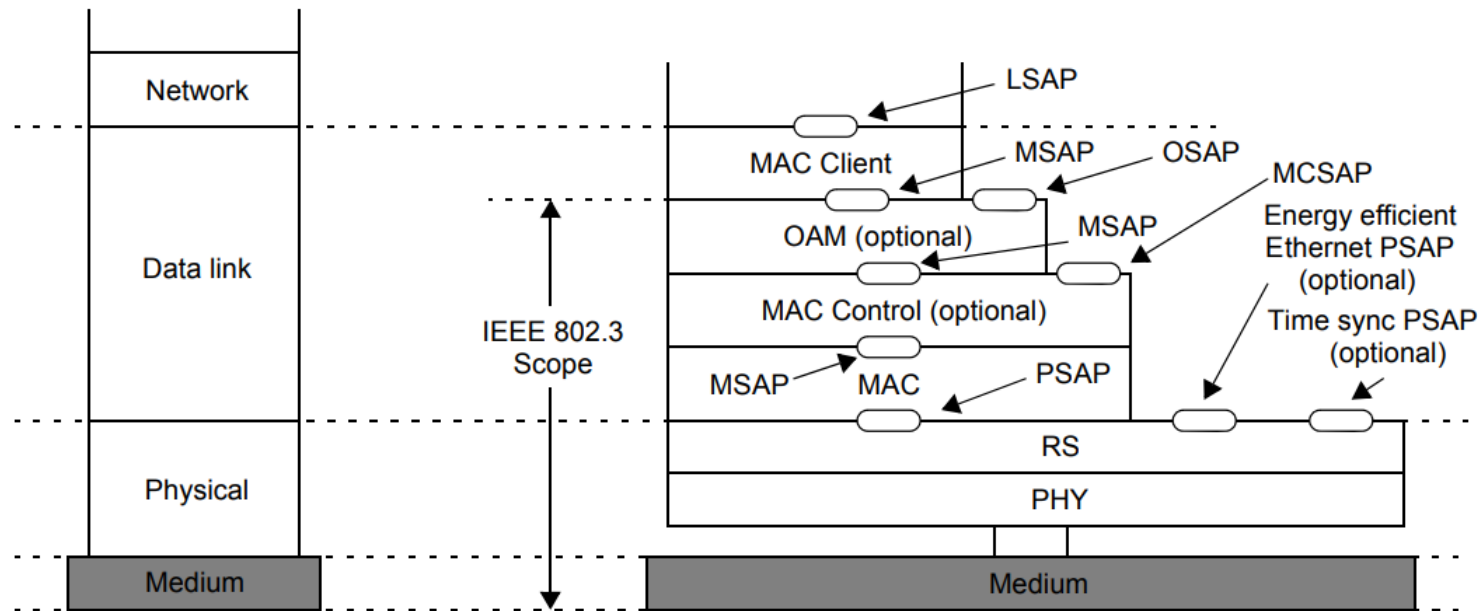 Network
Data link
Physical
Medium
IEEE 802.3
Scope
LSAP
MAC Client
MSAP
OSAP
MCSAP
OAM (optional)
MSAP
Energy efficient
Ethernet PSAP
(optional)
MAC Control (optional)
Time sync PSAP
(optional)
MSAP
MAC
PSAP
RS
PHY
Medium